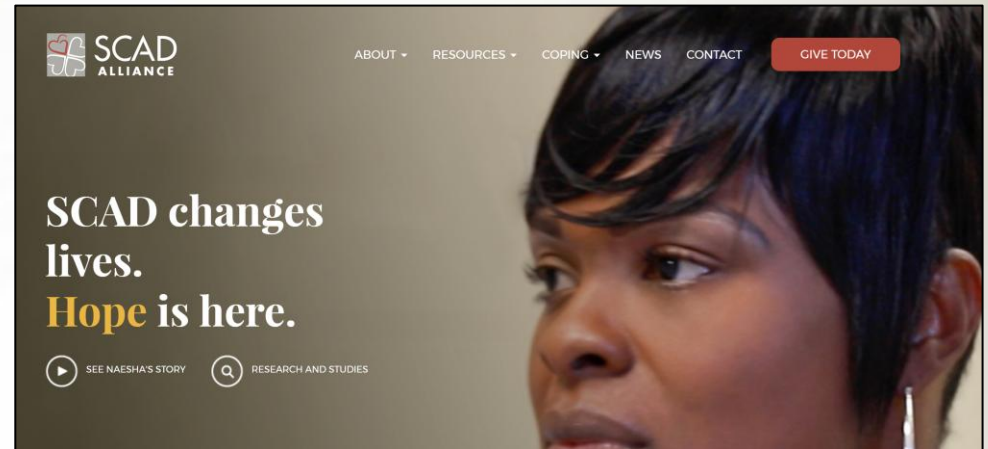 SCAD
ALLIANCE
ABOUT RESOURCES COPING NEWS CONTACT GIVE TODAY
SCAD changes
lives.
Hope is here.
SEE NAESHA'S STORY RESEARCH AND STUDIES